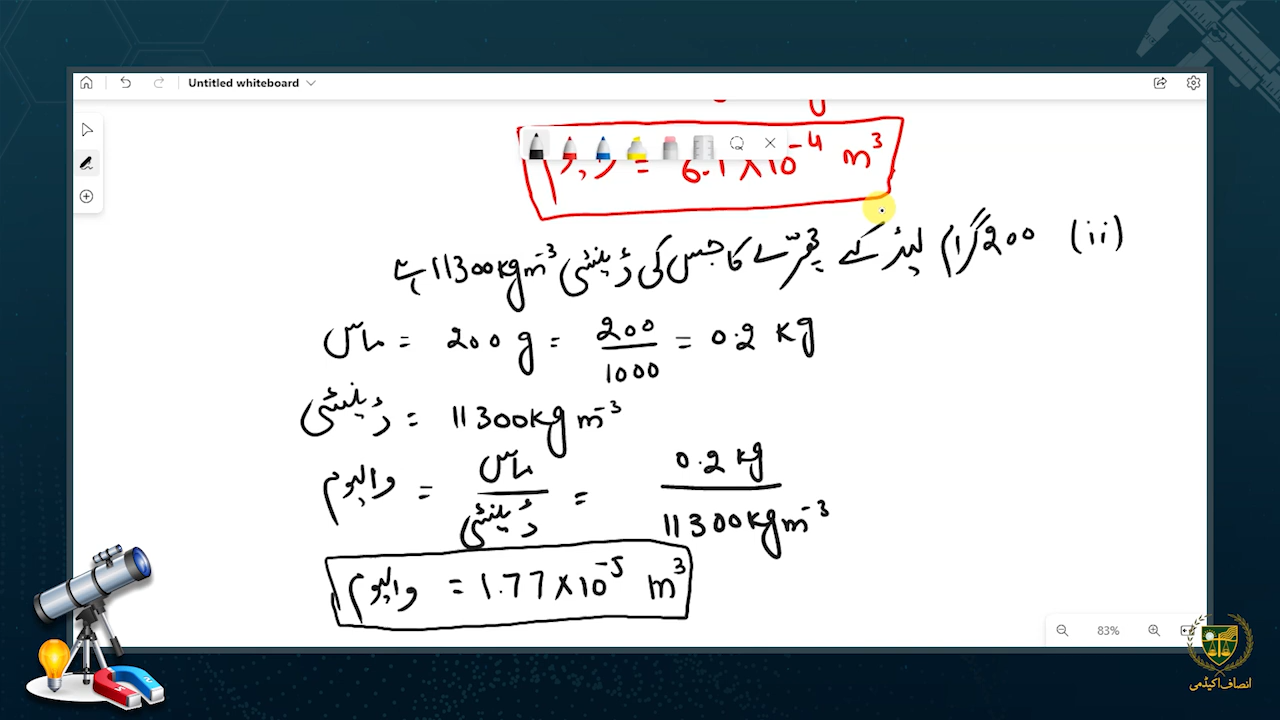 Untitled whiteboard
والیوم = 6.1 × 10⁻⁴ m³
(ii) 200 گرام لیڈ کے چھرّے کا جس کی ڈینسٹی 11300kgm⁻³ ہے
ماس = 200 g = 200/1000 = 0.2 kg
ڈینسٹی = 11300kg m⁻³
والیوم = ماس/ڈینسٹی = 0.2 kg/11300kgm⁻³
والیوم = 1.77×10⁻⁵ m³
83%
انصاف اکیڈمی